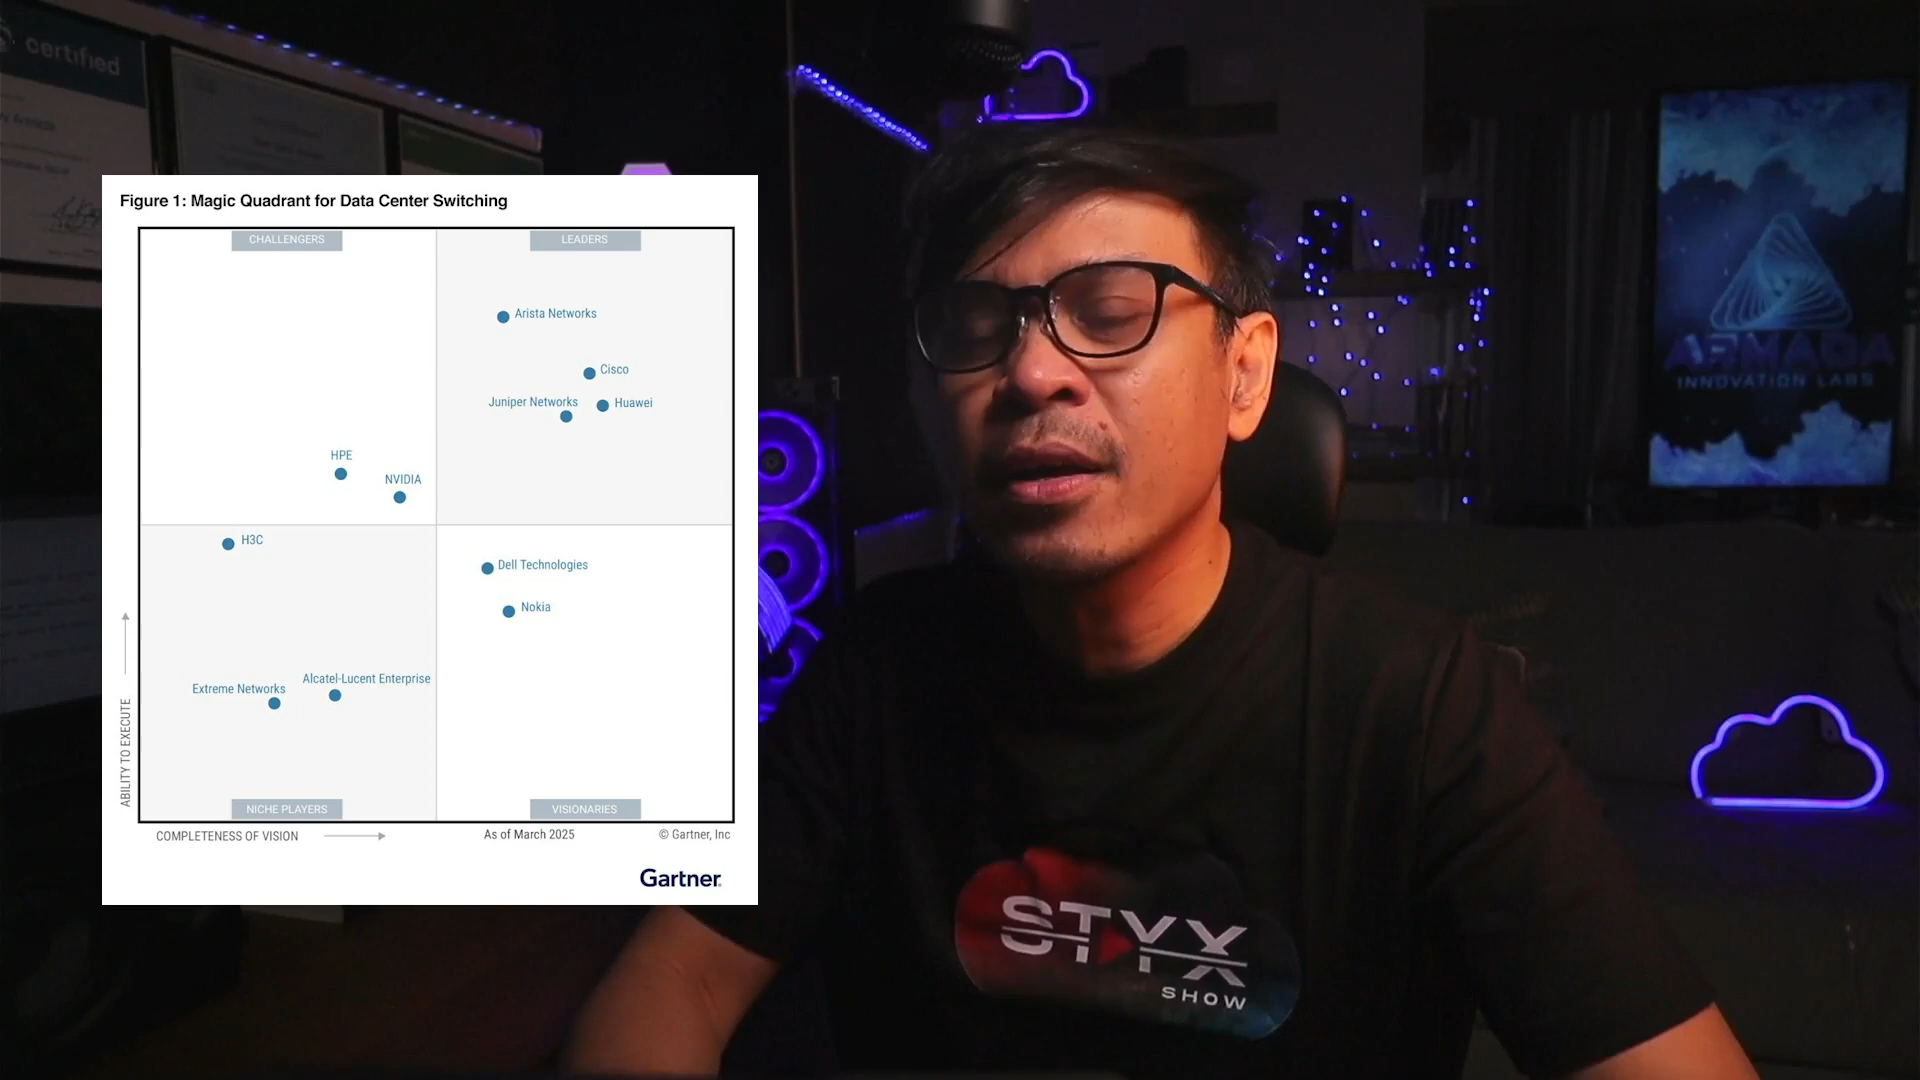 certified
Figure 1: Magic Quadrant for Data Center Switching
CHALLENGERS
LEADERS
Arista Networks
Cisco
Juniper Networks
Huawei
HPE
NVIDIA
H3C
Dell Technologies
Nokia
Extreme Networks
Alcatel-Lucent Enterprise
ABILITY TO EXECUTE
NICHE PLAYERS
VISIONARIES
COMPLETENESS OF VISION
As of March 2025
© Gartner, Inc
Gartner
ARMADA
INNOVATION LABS
STYX
SHOW